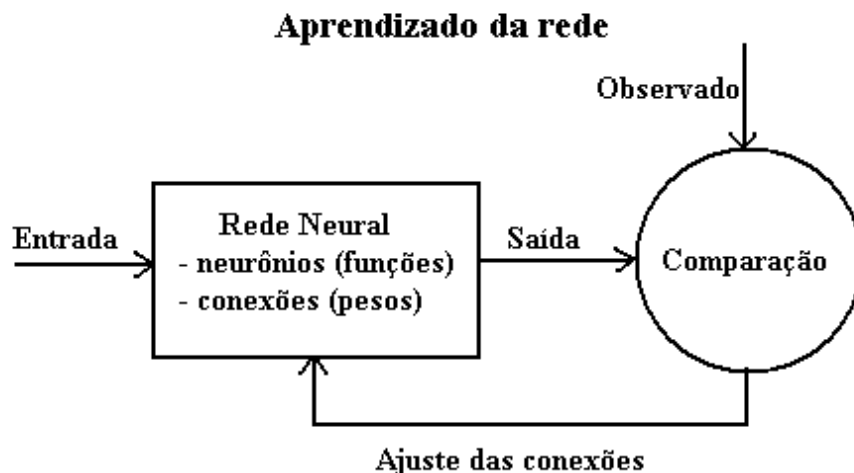 Aprendizado da rede
Observado
Entrada
Rede Neural
- neurônios (funções)
- conexões (pesos)
Saída
Comparação
Ajuste das conexões